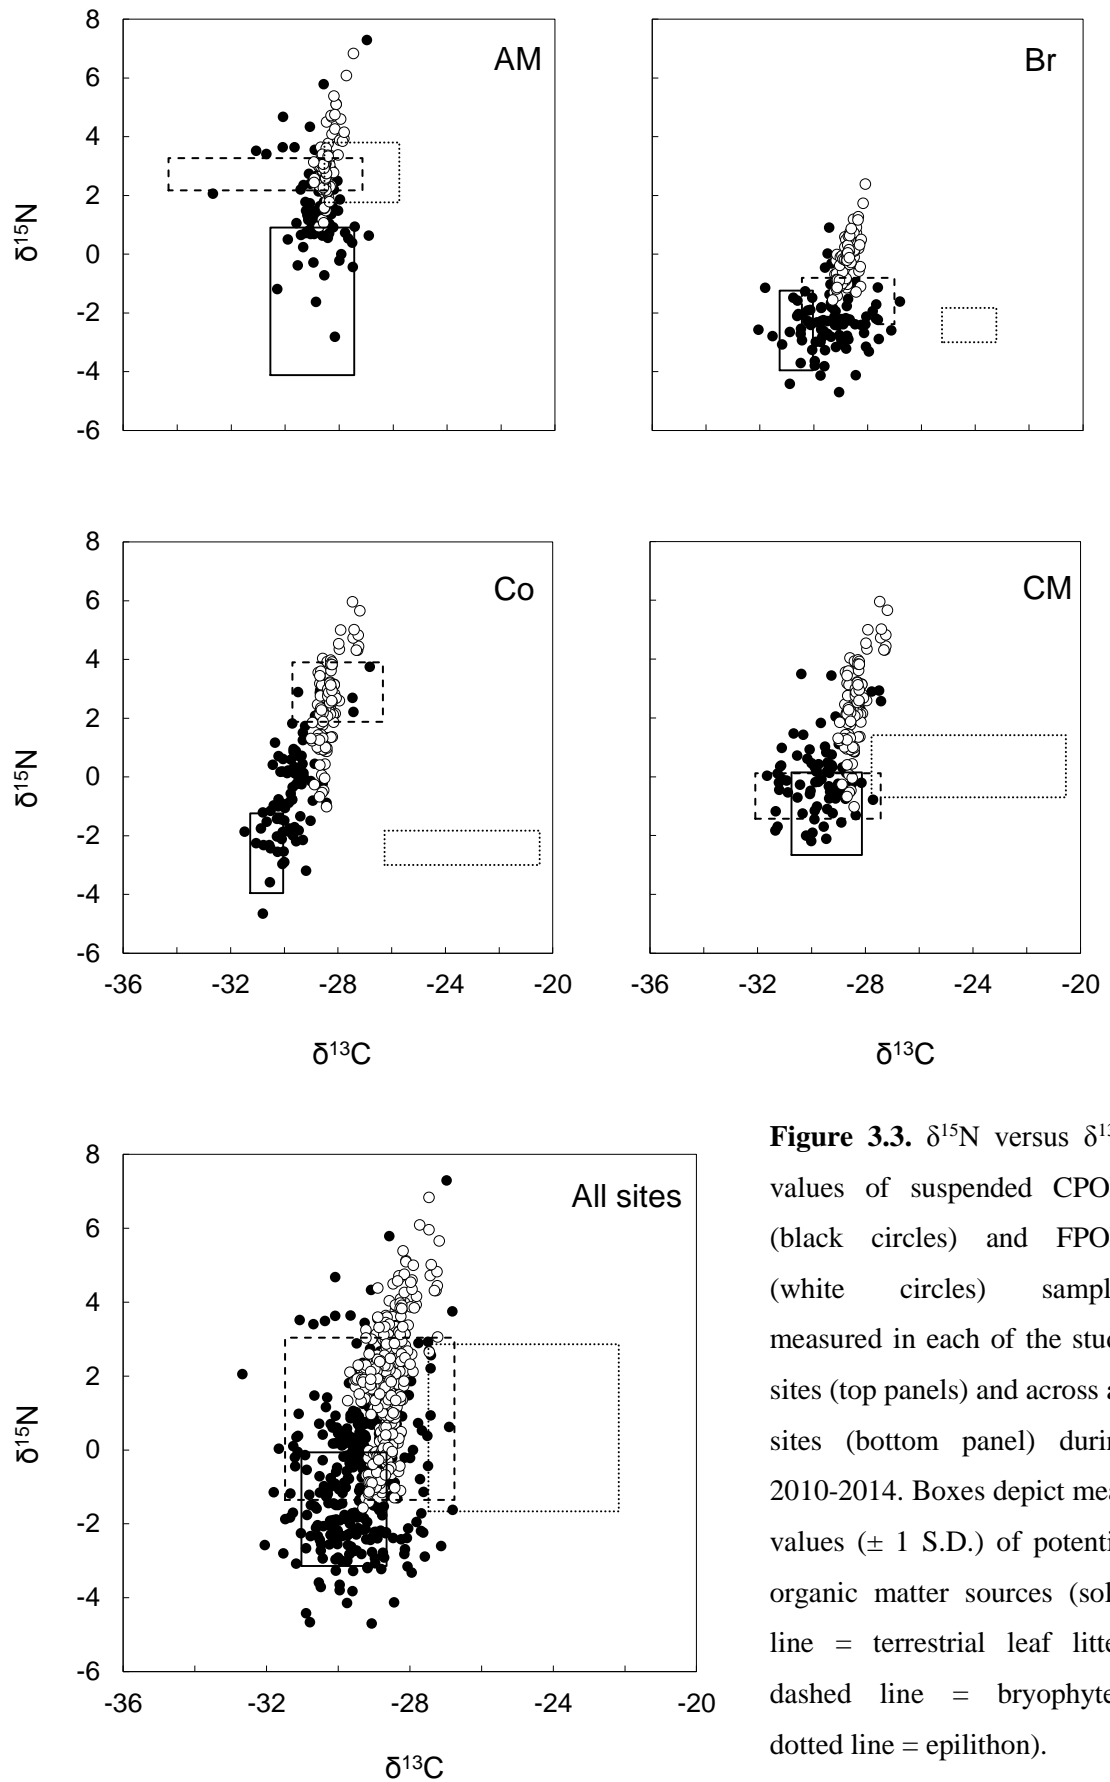 8
6
4
2
0
-2
-4
-6
δ15N
AM
Br
8
6
4
2
0
-2
-4
-6
δ15N
Co
CM
-36 -32 -28 -24 -20
-36 -32 -28 -24 -20
δ13C
δ13C
8
6
4
2
0
-2
-4
-6
δ15N
All sites
-36 -32 -28 -24 -20
δ13C
Figure 3.3. δ15N versus δ13
values of suspended CPO
(black circles) and FPO
(white circles) sampl
measured in each of the stud
sites (top panels) and across a
sites (bottom panel) durin
2010-2014. Boxes depict mea
values (± 1 S.D.) of potenti
organic matter sources (sol
line = terrestrial leaf litte
dashed line = bryophyte
dotted line = epilithon).